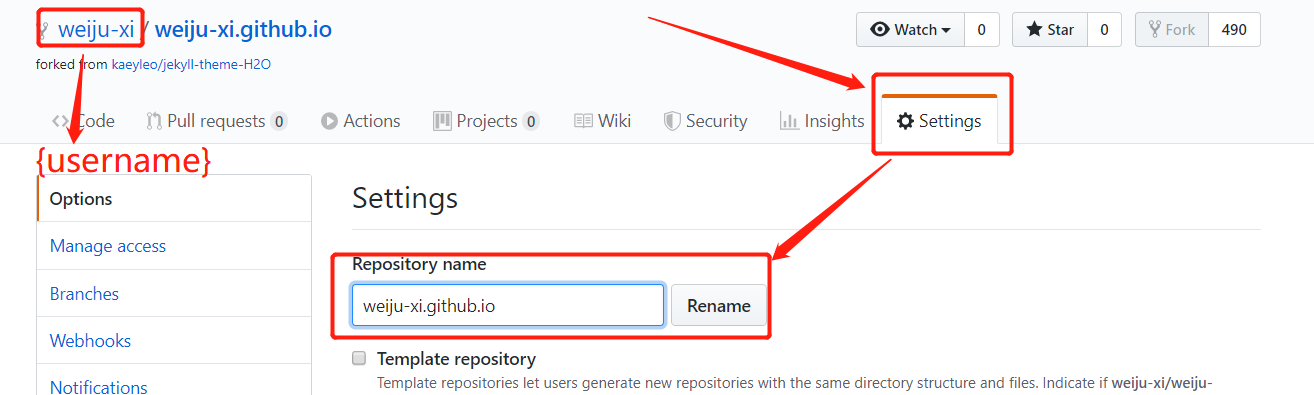 weiju-xi / weiju-xi.github.io
Watch 0 Star 0 Fork 490
forked from kaeyleo/jekyll-theme-H2O
Code Pull requests 0 Actions Projects 0 Wiki Security Insights Settings
{username}
Options
Settings
Manage access
Repository name
Branches
weiju-xi.github.io Rename
Webhooks
Template repository
Notifications
Template repositories let users generate new repositories with the same directory structure and files. Indicate if weiju-xi/weiju-